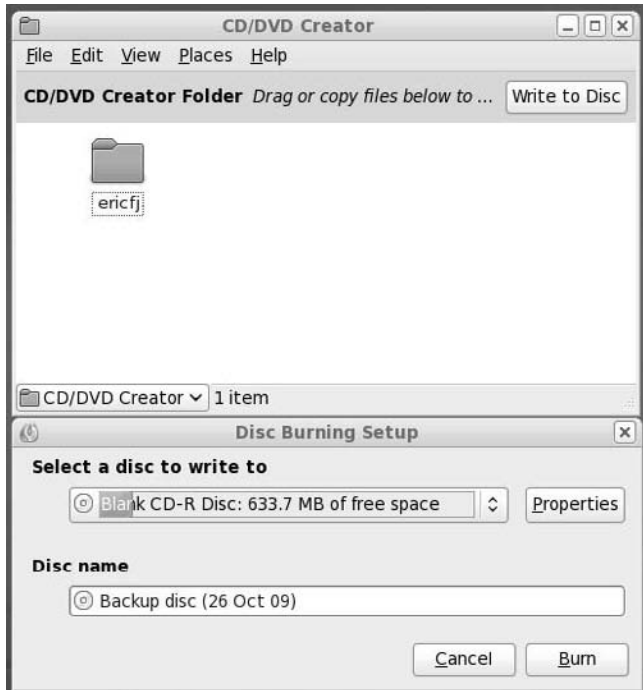 CD/DVD Creator
File Edit View Places Help
CD/DVD Creator Folder Drag or copy files below to ... Write to Disc
ericfj
CD/DVD Creator 1 item
Disc Burning Setup
Select a disc to write to
Blank CD-R Disc: 633.7 MB of free space Properties
Disc name
Backup disc (26 Oct 09)
Cancel Burn